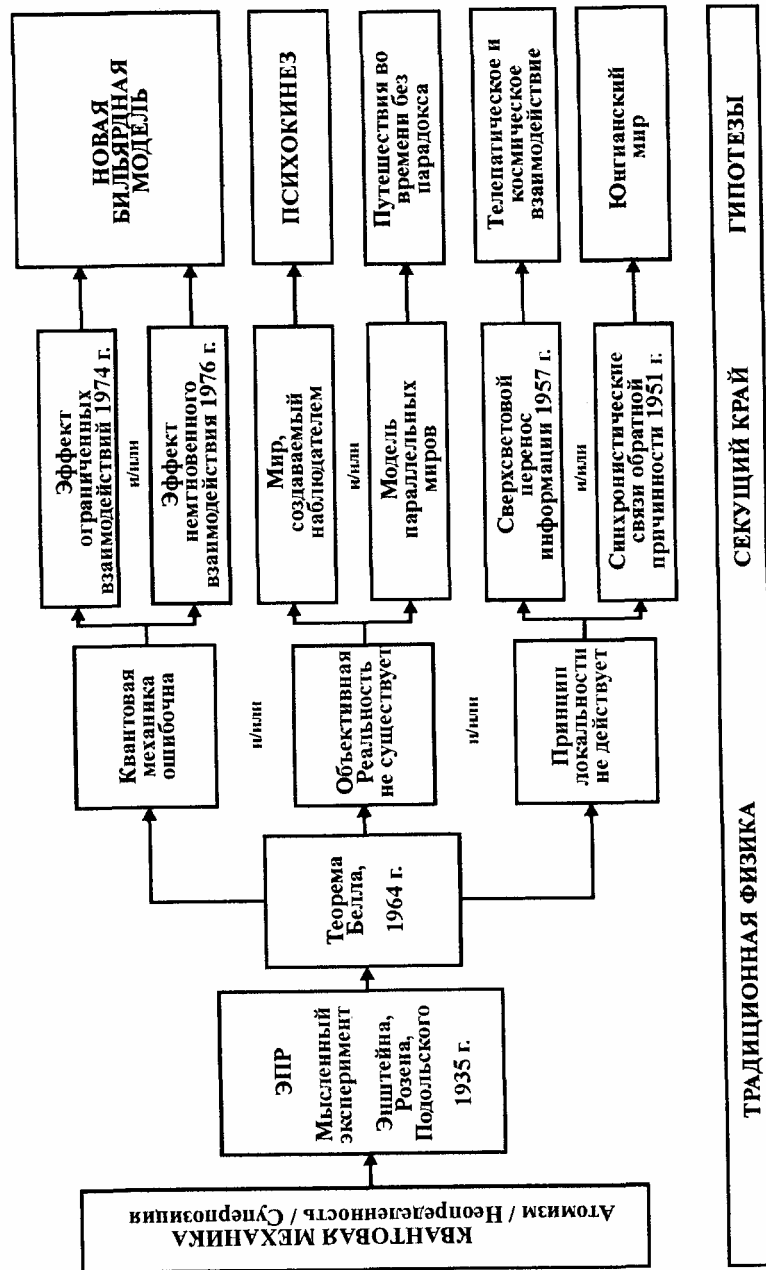 КВАНТОВАЯ МЕХАНИКА
Атомизм / Неопределенность / Суперпозиция
ЭПР
Мысленный
эксперимент
Энштейна,
Розена,
Подольского
1935 г.
Теорема
Белла,
1964 г.
Квантовая
механика
ошибочна
и/или
Объективная
Реальность
не существует
и/или
Принцип
локальности
не действует
Эффект
ограниченных
взаимодействий 1974 г.
и/или
Эффект
немгновенного
взаимодействия 1976 г.
Мир,
создаваемый
наблюдателем
и/или
Модель
параллельных
миров
Сверхсветовой
перенос
информации 1957 г.
и/или
Синхронистические
связи обратной
причинности 1951 г.
НОВАЯ
БИЛЬЯРДНАЯ
МОДЕЛЬ
ПСИХОКИНЕЗ
Путешествия во
времени без
парадокса
Телепатическое и
космическое
взаимодействие
Юнгианский
мир
ТРАДИЦИОННАЯ ФИЗИКА
СЕКУЩИЙ КРАЙ
ГИПОТЕЗЫ